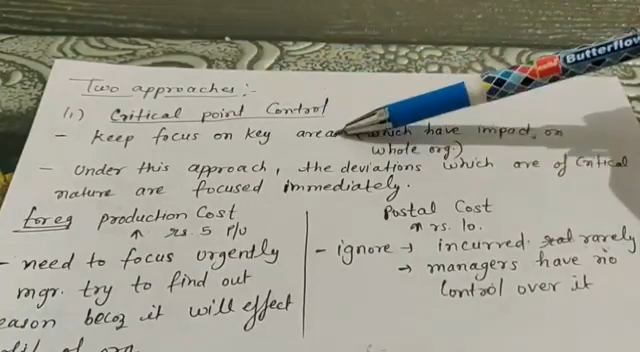 Butterflow
Two approaches :-
(1) Critical point Control
- Keep focus on key areas (which have impact on
whole org.)
- Under this approach, the deviations which are of Critical
nature are focused immediately.
foreg production Cost
↑ rs. 5 P/U
- need to focus urgently
mgr. try to find out
eason becoz it will effect
of org
Postal Cost
↑ rs. 10.
- ignore → incurred rarely
→ managers have no
Control over it